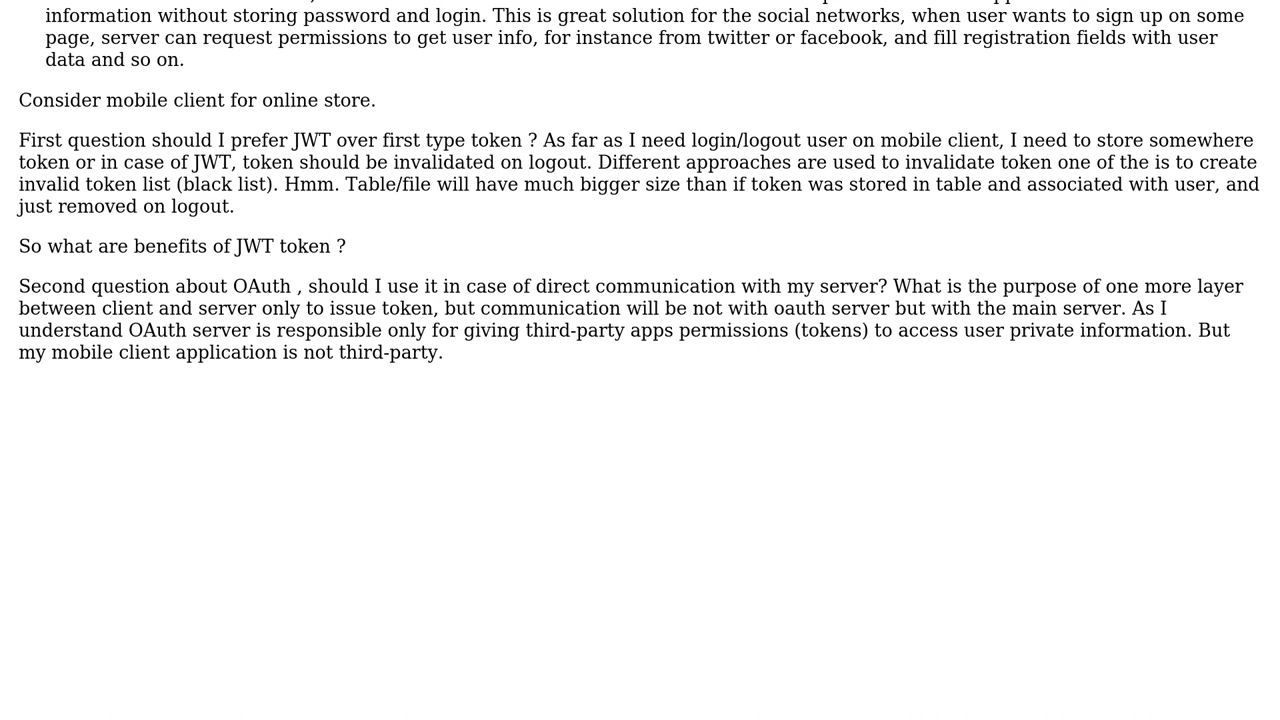 information without storing password and login. This is great solution for the social networks, when user wants to sign up on some
page, server can request permissions to get user info, for instance from twitter or facebook, and fill registration fields with user
data and so on.
Consider mobile client for online store.
First question should I prefer JWT over first type token ? As far as I need login/logout user on mobile client, I need to store somewhere
token or in case of JWT, token should be invalidated on logout. Different approaches are used to invalidate token one of the is to create
invalid token list (black list). Hmm. Table/file will have much bigger size than if token was stored in table and associated with user, and
just removed on logout.
So what are benefits of JWT token ?
Second question about OAuth , should I use it in case of direct communication with my server? What is the purpose of one more layer
between client and server only to issue token, but communication will be not with oauth server but with the main server. As I
understand OAuth server is responsible only for giving third-party apps permissions (tokens) to access user private information. But
my mobile client application is not third-party.